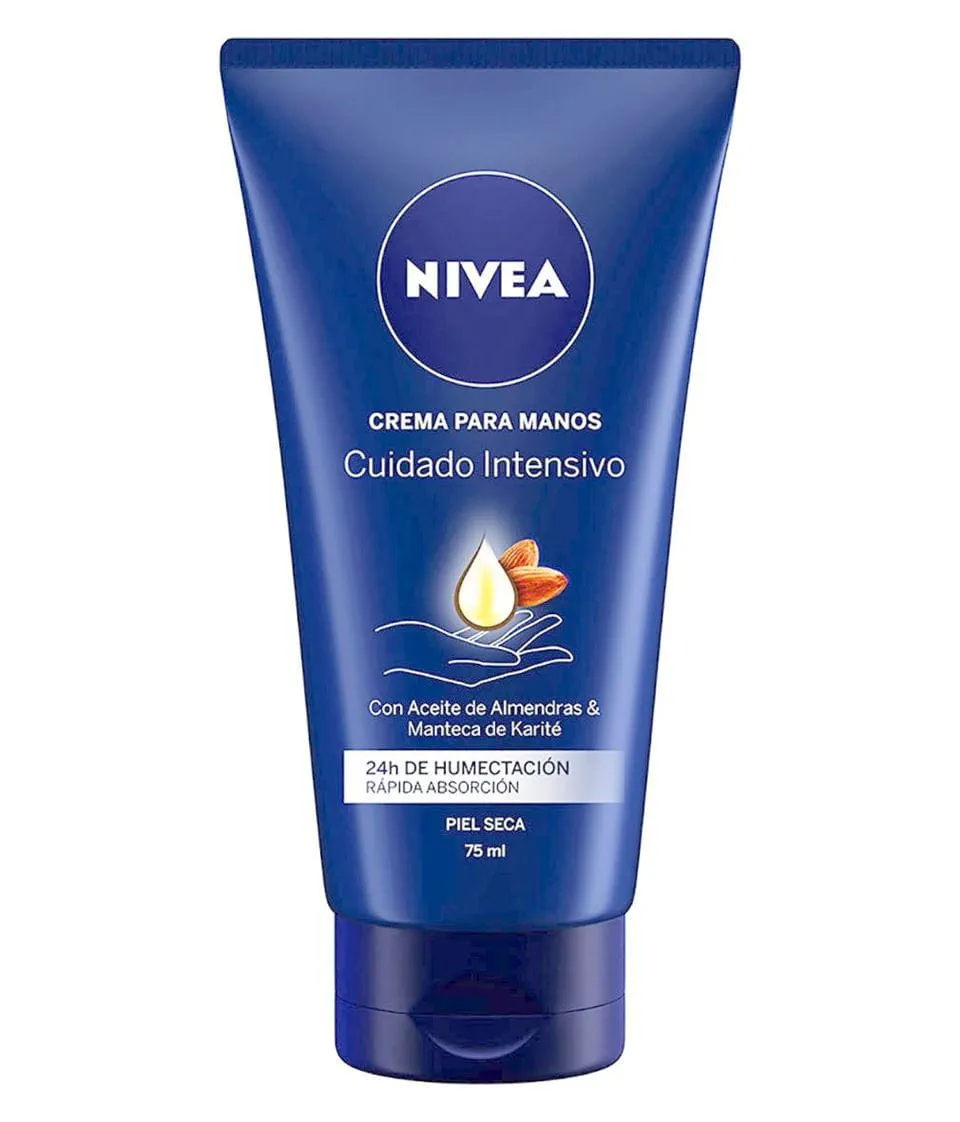 NIVEA
CREMA PARA MANOS
Cuidado Intensivo
Con Aceite de Almendras &
Manteca de Karité
24h DE HUMECTACIÓN
RÁPIDA ABSORCIÓN
PIEL SECA
75 ml